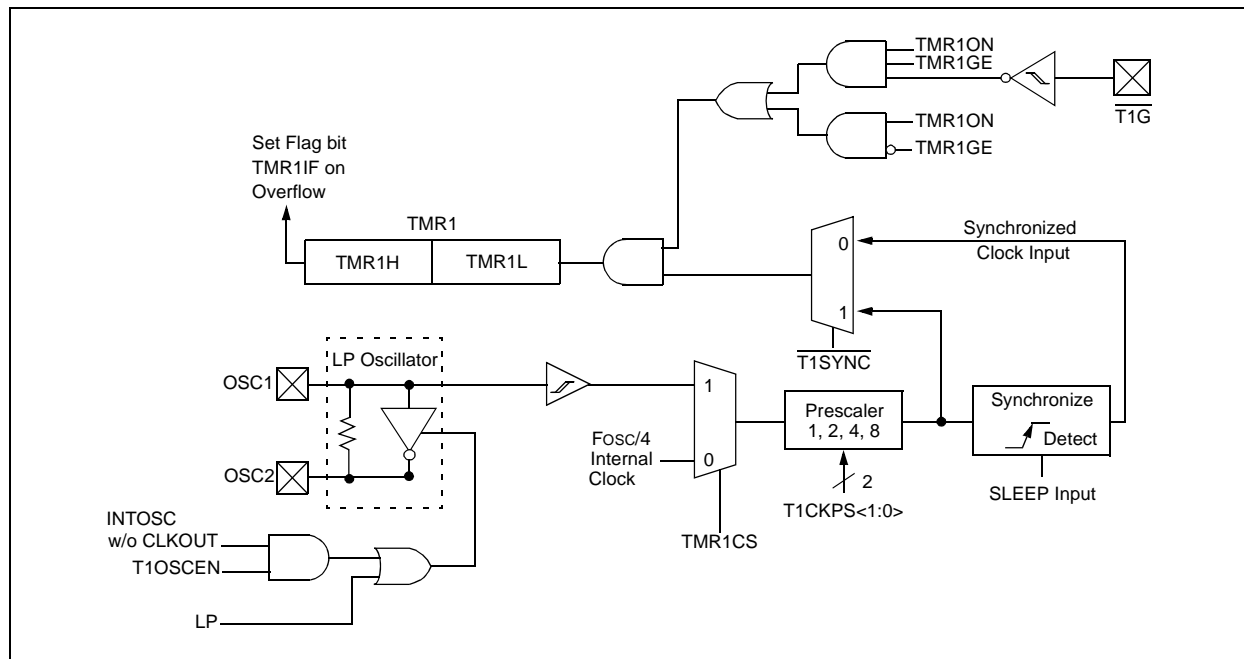 TMR1ON
TMR1GE
T1G
TMR1ON
TMR1GE
Set Flag bit
TMR1IF on
Overflow
TMR1
TMR1H
TMR1L
0
1
Synchronized
Clock Input
T1SYNC
LP Oscillator
OSC1
OSC2
1
0
FOSC/4
Internal
Clock
TMR1CS
Prescaler
1, 2, 4, 8
2
T1CKPS<1:0>
Synchronize
Detect
SLEEP Input
INTOSC
w/o CLKOUT
T1OSCEN
LP